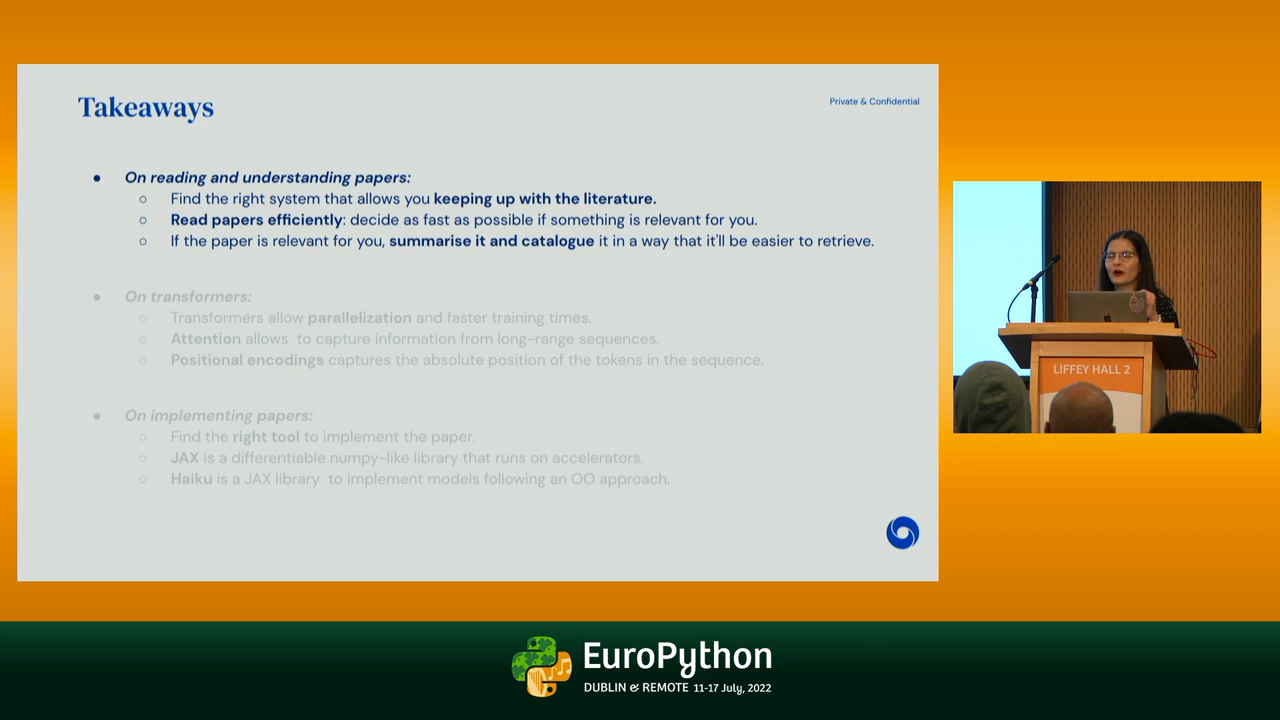 Takeaways
Private & Confidential
● On reading and understanding papers:
○ Find the right system that allows you keeping up with the literature.
○ Read papers efficiently: decide as fast as possible if something is relevant for you.
○ If the paper is relevant for you, summarise it and catalogue it in a way that it'll be easier to retrieve.
● On transformers:
○ Transformers allow parallelization and faster training times.
○ Attention allows to capture information from long-range sequences.
○ Positional encodings captures the absolute position of the tokens in the sequence.
● On implementing papers:
○ Find the right tool to implement the paper.
○ JAX is a differentiable numpy-like library that runs on accelerators.
○ Haiku is a JAX library to implement models following an OO approach.
LIFFEY HALL 2
EuroPython
DUBLIN & REMOTE 11-17 July, 2022